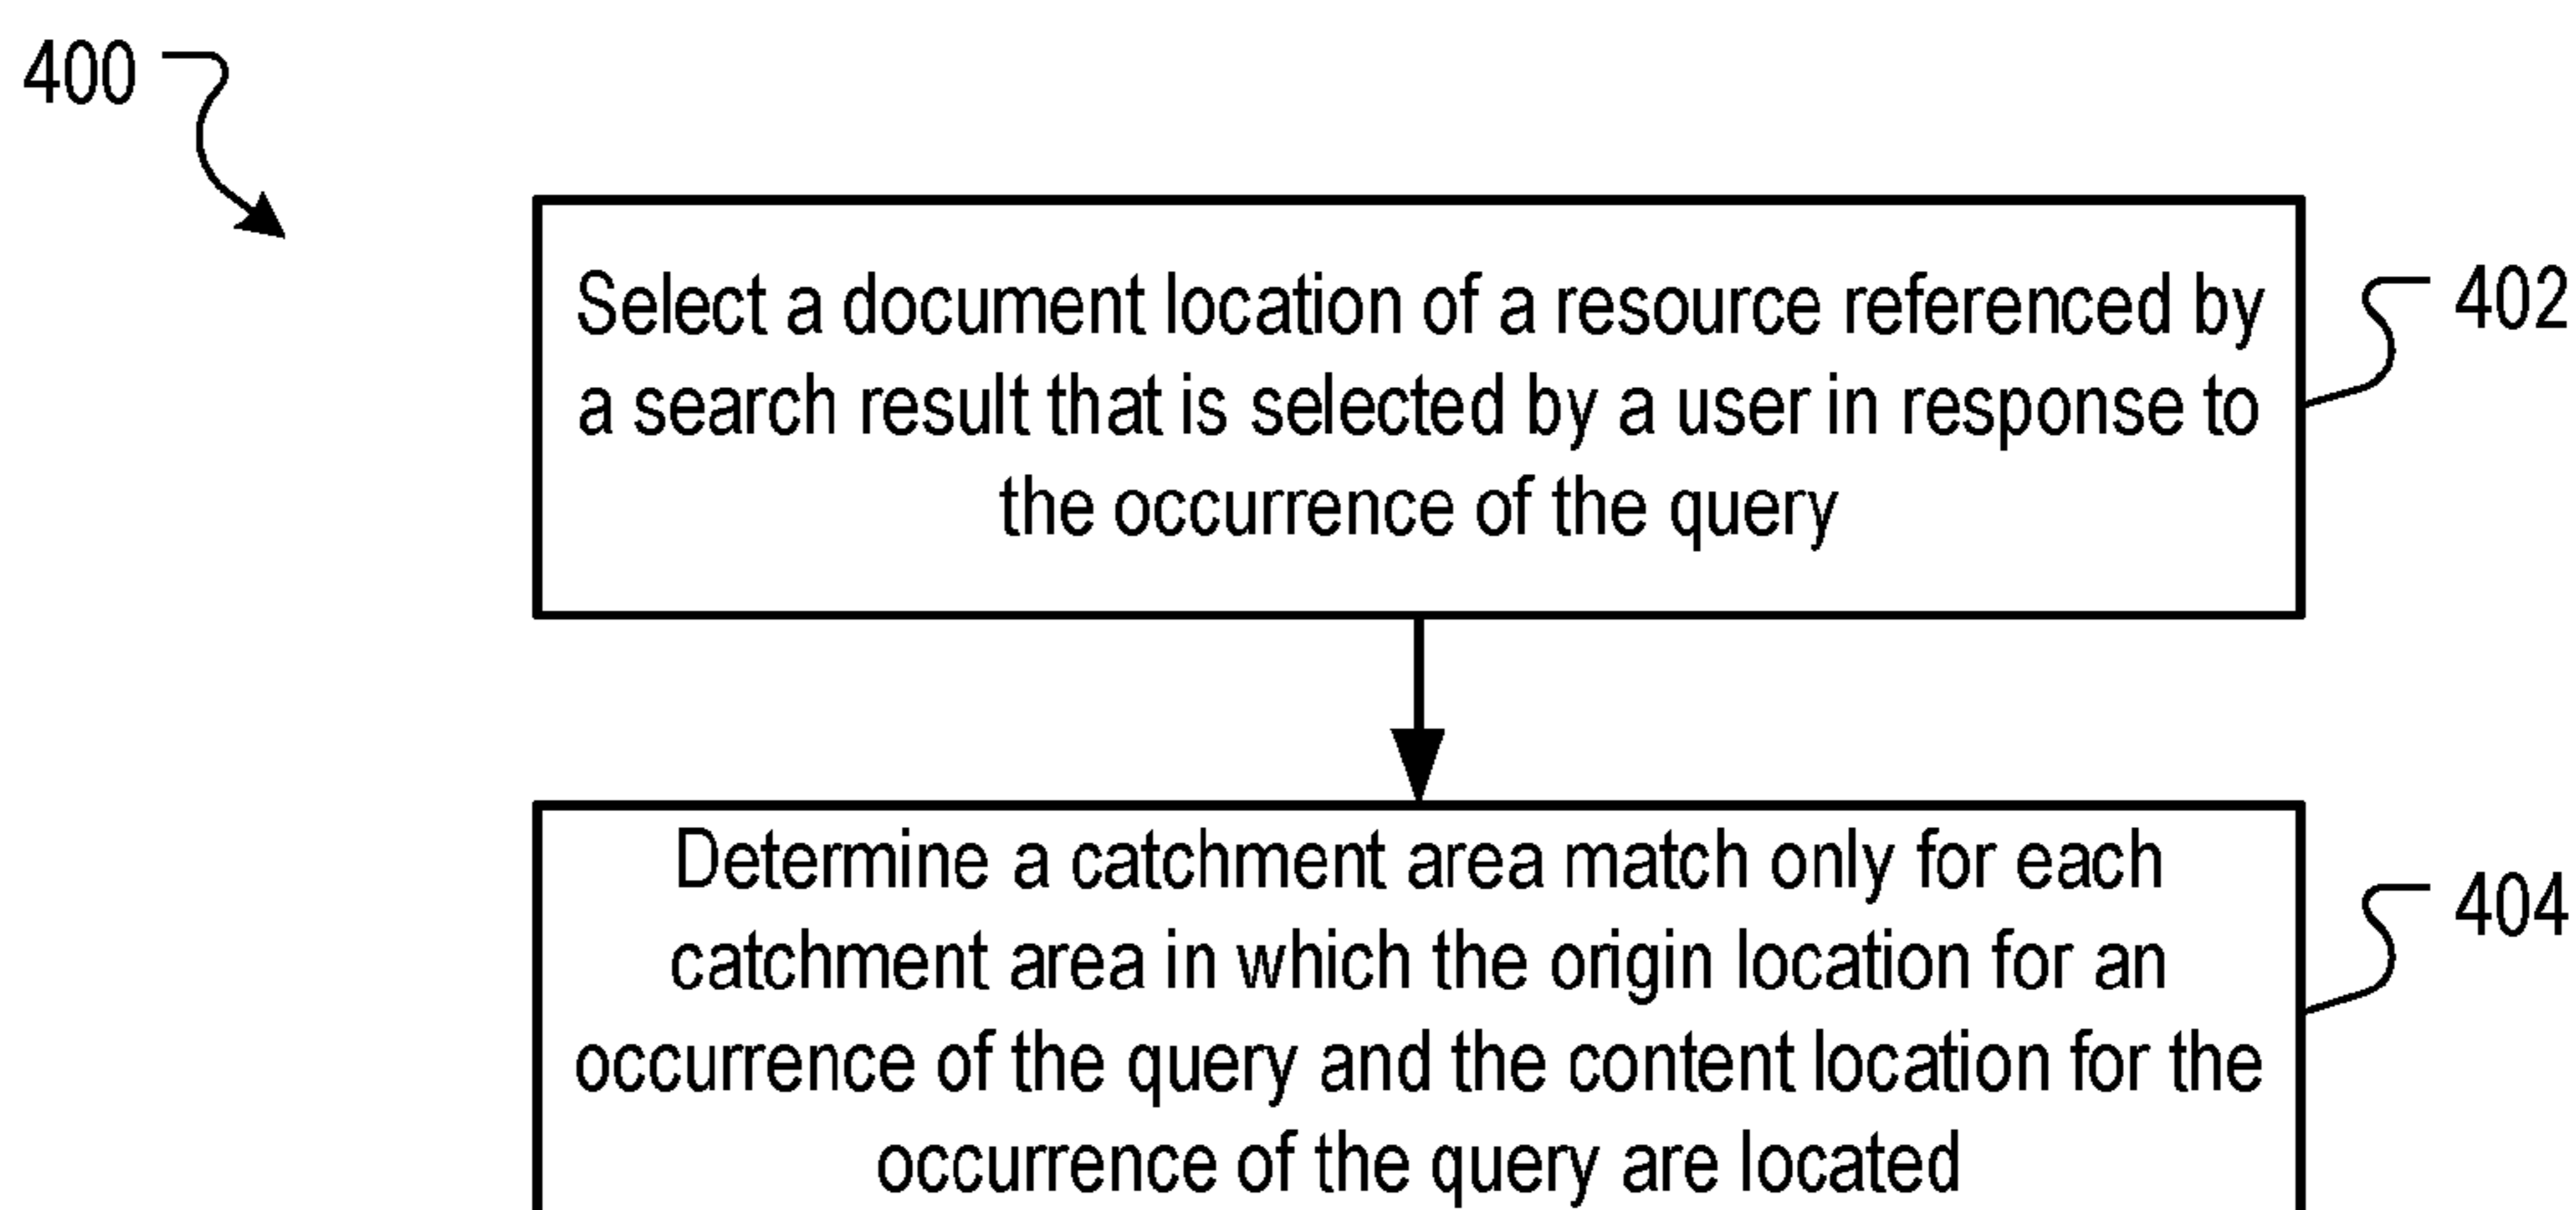 400
Select a document location of a resource referenced by
a search result that is selected by a user in response to
the occurrence of the query
402
Determine a catchment area match only for each
catchment area in which the origin location for an
occurrence of the query and the content location for the
occurrence of the query are located
404